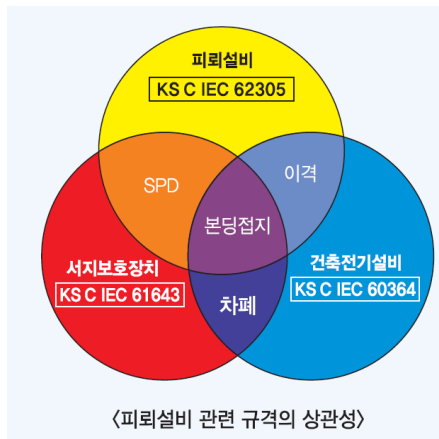 피뢰설비
KS C IEC 62305
SPD
이격
본딩접지
서지보호장치
KS C IEC 61643
건축전기설비
KS C IEC 60364
차폐
〈피뢰설비 관련 규격의 상관성〉